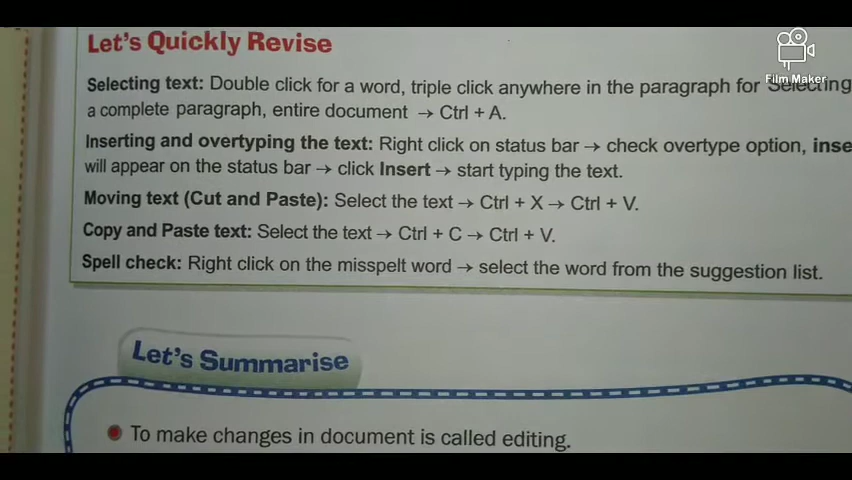 Let's Quickly Revise
Film Maker
Selecting text: Double click for a word, triple click anywhere in the paragraph for Selecting
a complete paragraph, entire document → Ctrl + A.
Inserting and overtyping the text: Right click on status bar → check overtype option, inse
will appear on the status bar → click Insert → start typing the text.
Moving text (Cut and Paste): Select the text → Ctrl + X → Ctrl + V.
Copy and Paste text: Select the text → Ctrl + C → Ctrl + V.
Spell check: Right click on the misspelt word → select the word from the suggestion list.
Let's Summarise
To make changes in document is called editing.